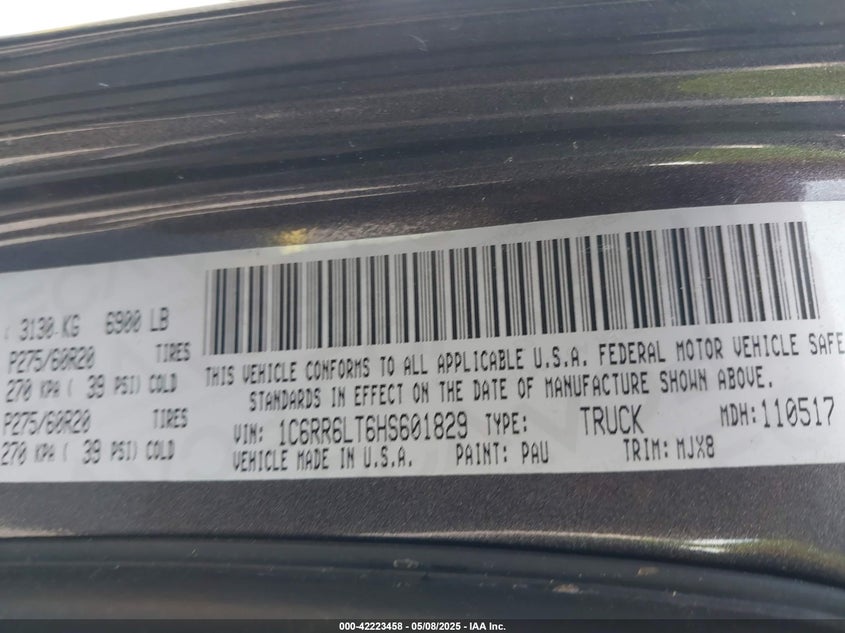 3130 KG 6900 LB
P275/60R20 TIRES
270 KPA ( 39 PSI) COLD
P275/60R20 TIRES
270 KPA ( 39 PSI) COLD
THIS VEHICLE CONFORMS TO ALL APPLICABLE U.S.A. FEDERAL MOTOR VEHICLE SAFE
STANDARDS IN EFFECT ON THE DATE OF MANUFACTURE SHOWN ABOVE.
VIN: 1C6RR6LT6HS601829 TYPE: TRUCK MDH: 110517
VEHICLE MADE IN U.S.A. PAINT: PAU TRIM: MJX8
000-42223458 - 05/08/2025 - IAA Inc.